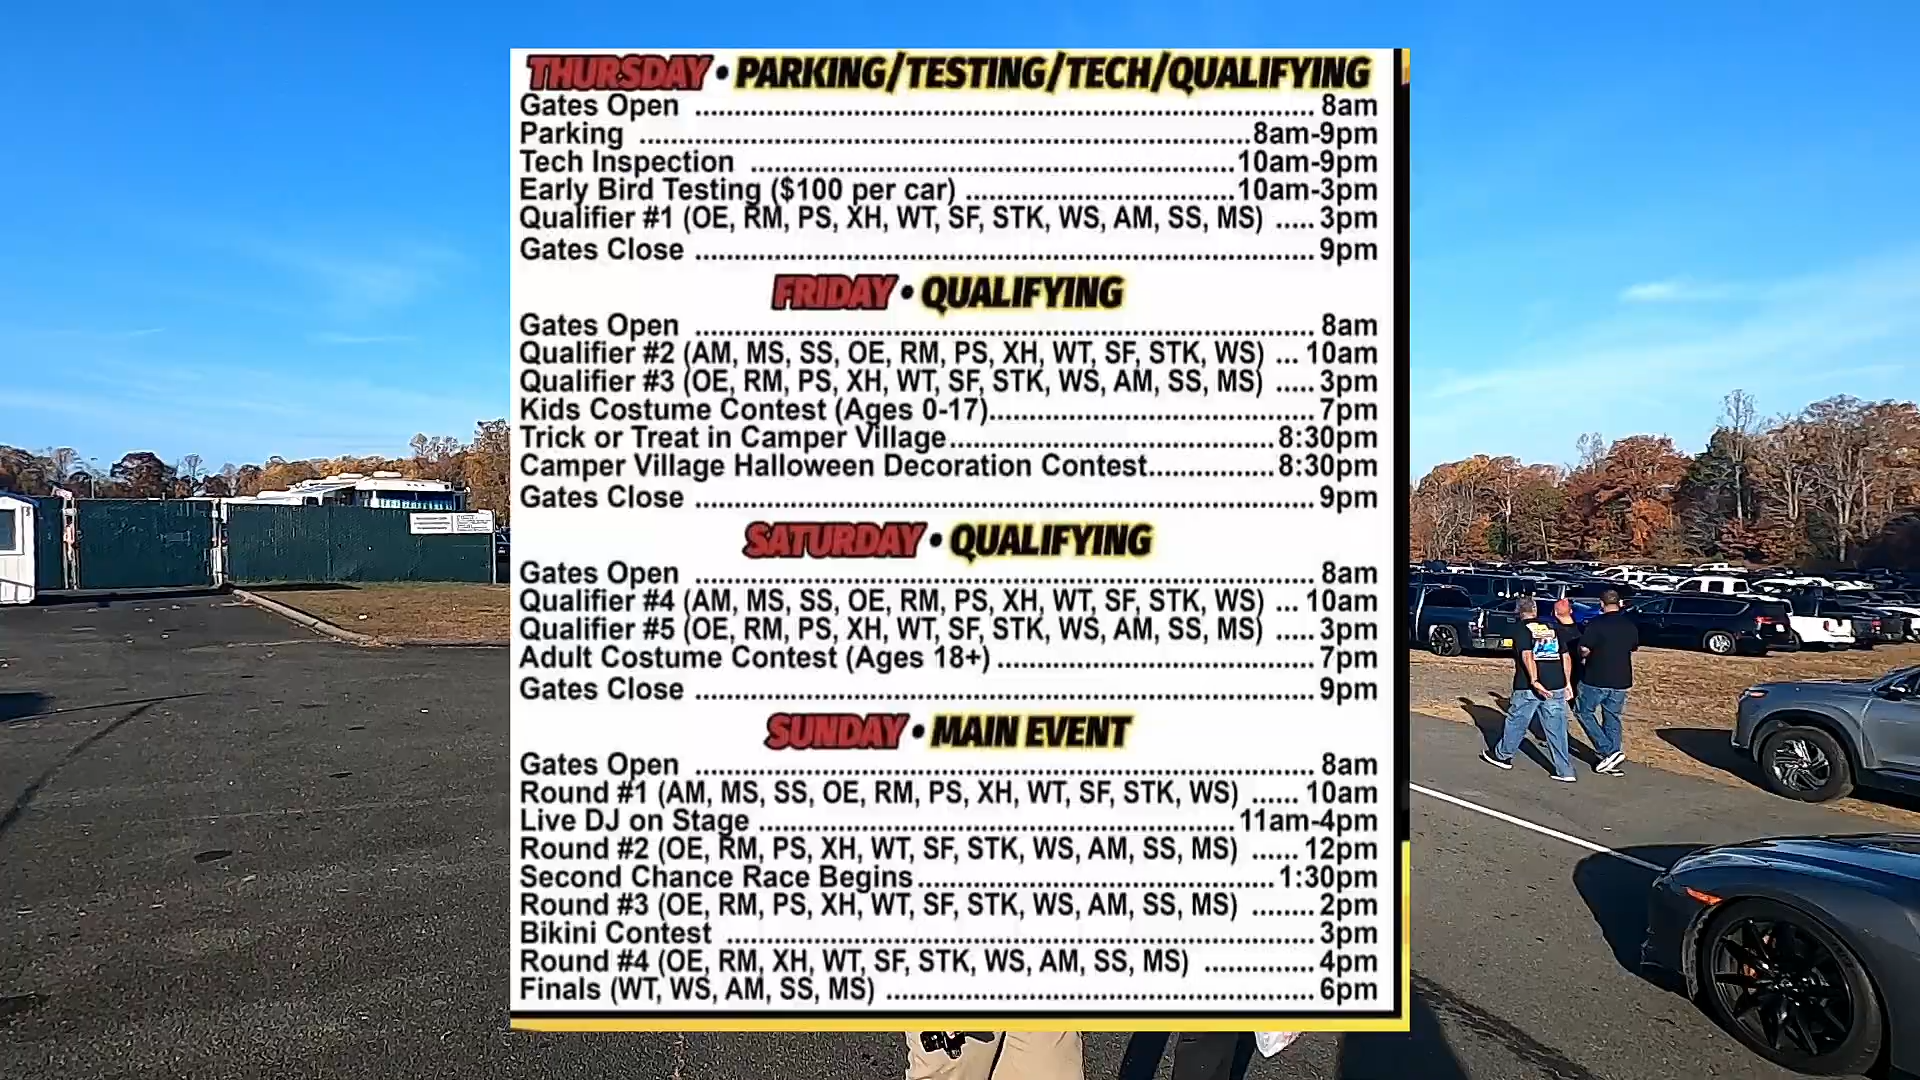 THURSDAY • PARKING/TESTING/TECH/QUALIFYING
Gates Open ........ 8am
Parking ........ 8am-9pm
Tech Inspection ........ 10am-9pm
Early Bird Testing ($100 per car) ........ 10am-3pm
Qualifier #1 (OE, RM, PS, XH, WT, SF, STK, WS, AM, SS, MS) ..... 3pm
Gates Close ........ 9pm
FRIDAY • QUALIFYING
Gates Open ........ 8am
Qualifier #2 (AM, MS, SS, OE, RM, PS, XH, WT, SF, STK, WS) ... 10am
Qualifier #3 (OE, RM, PS, XH, WT, SF, STK, WS, AM, SS, MS) ..... 3pm
Kids Costume Contest (Ages 0-17)........ 7pm
Trick or Treat in Camper Village........ 8:30pm
Camper Village Halloween Decoration Contest........ 8:30pm
Gates Close ........ 9pm
SATURDAY • QUALIFYING
Gates Open ........ 8am
Qualifier #4 (AM, MS, SS, OE, RM, PS, XH, WT, SF, STK, WS) ... 10am
Qualifier #5 (OE, RM, PS, XH, WT, SF, STK, WS, AM, SS, MS) ..... 3pm
Adult Costume Contest (Ages 18+) ........ 7pm
Gates Close ........ 9pm
SUNDAY • MAIN EVENT
Gates Open ........ 8am
Round #1 (AM, MS, SS, OE, RM, PS, XH, WT, SF, STK, WS) ...... 10am
Live DJ on Stage ........ 11am-4pm
Round #2 (OE, RM, PS, XH, WT, SF, STK, WS, AM, SS, MS) ...... 12pm
Second Chance Race Begins........ 1:30pm
Round #3 (OE, RM, PS, XH, WT, SF, STK, WS, AM, SS, MS) ........ 2pm
Bikini Contest ........ 3pm
Round #4 (OE, RM, XH, WT, SF, STK, WS, AM, SS, MS) ........ 4pm
Finals (WT, WS, AM, SS, MS) ........ 6pm